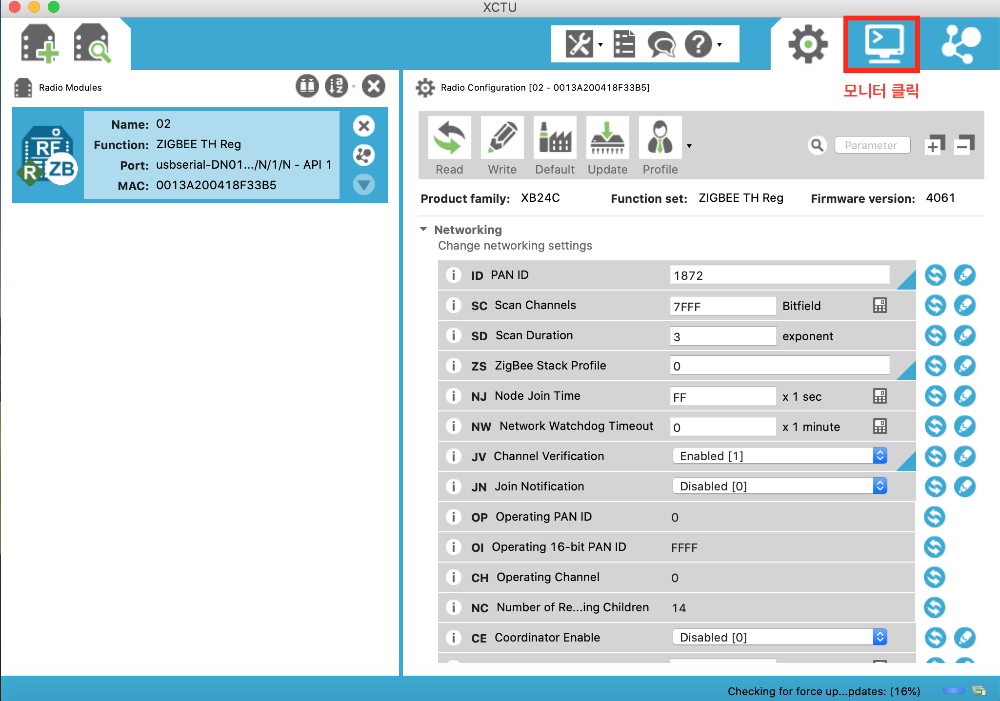 XCTU
Radio Modules
Name: 02
Function: ZIGBEE TH Reg
Port: usbserial-DN01.../N/1/N - API 1
MAC: 0013A200418F33B5
RF
R
ZB
Radio Configuration [02 - 0013A200418F33B5]
모니터 클릭
Read
Write
Default
Update
Profile
Parameter
Product family: XB24C
Function set: ZIGBEE TH Reg
Firmware version: 4061
Networking
Change networking settings
i ID PAN ID 1872
i SC Scan Channels 7FFF Bitfield
i SD Scan Duration 3 exponent
i ZS ZigBee Stack Profile 0
i NJ Node Join Time FF x 1 sec
i NW Network Watchdog Timeout 0 x 1 minute
i JV Channel Verification Enabled [1]
i JN Join Notification Disabled [0]
i OP Operating PAN ID 0
i OI Operating 16-bit PAN ID FFFF
i CH Operating Channel 0
i NC Number of Re...ing Children 14
i CE Coordinator Enable Disabled [0]
Checking for force up...pdates: (16%)